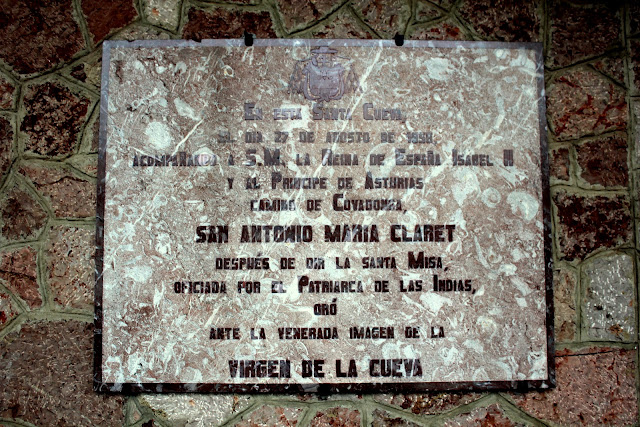 En esta Santa Cueva,
el día 27 de Agosto de 1858
acompañando a S.M. la Reina de España Isabel II
y al Príncipe de Asturias
camino de Covadonga,
SAN ANTONIO MARIA CLARET
después de oir la santa Misa,
oficiada por el Patriarca de las Indias,
oró
ante la venerada imagen de la
VIRGEN DE LA CUEVA